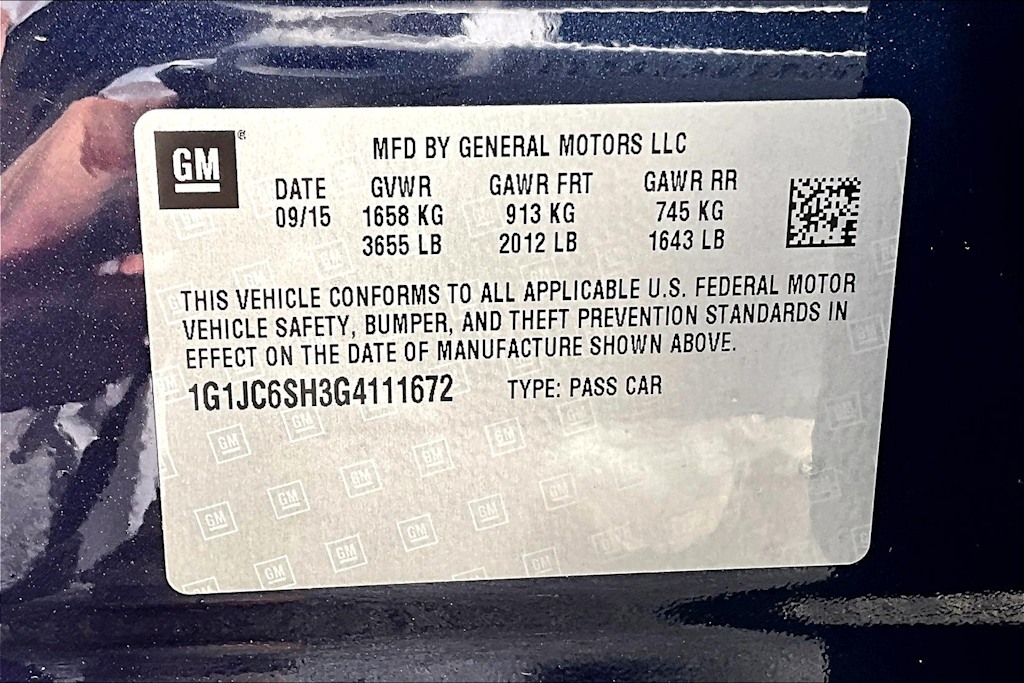 GM ®
MFD BY GENERAL MOTORS LLC
DATE GVWR GAWR FRT GAWR RR
09/15 1658 KG 913 KG 745 KG
3655 LB 2012 LB 1643 LB
THIS VEHICLE CONFORMS TO ALL APPLICABLE U.S. FEDERAL MOTOR
VEHICLE SAFETY, BUMPER, AND THEFT PREVENTION STANDARDS IN
EFFECT ON THE DATE OF MANUFACTURE SHOWN ABOVE.
1G1JC6SH3G4111672 TYPE: PASS CAR